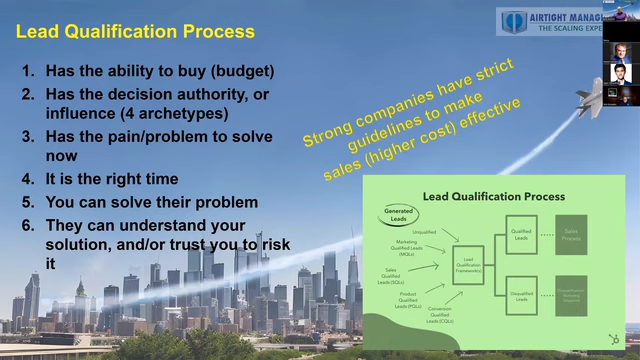 Lead Qualification Process
AIRTIGHT MANAG
THE SCALING EXPE
1. Has the ability to buy (budget)
2. Has the decision authority, or
influence (4 archetypes)
3. Has the pain/problem to solve
now
4. It is the right time
5. You can solve their problem
6. They can understand your
solution, and/or trust you to risk
it
Strong companies have strict
guidelines to make
sales (higher cost) effective
Lead Qualification Process
Generated
Leads
Unqualified
Marketing
Qualified Leads
(MQLs)
Sales
Qualified
Leads (SQLs)
Product
Qualified
Leads (PQLs)
Conversion
Qualified
Leads (CQLs)
Lead
Qualification
Framework(s)
Qualified
Leads
Sales
Process
Disqualified
Leads